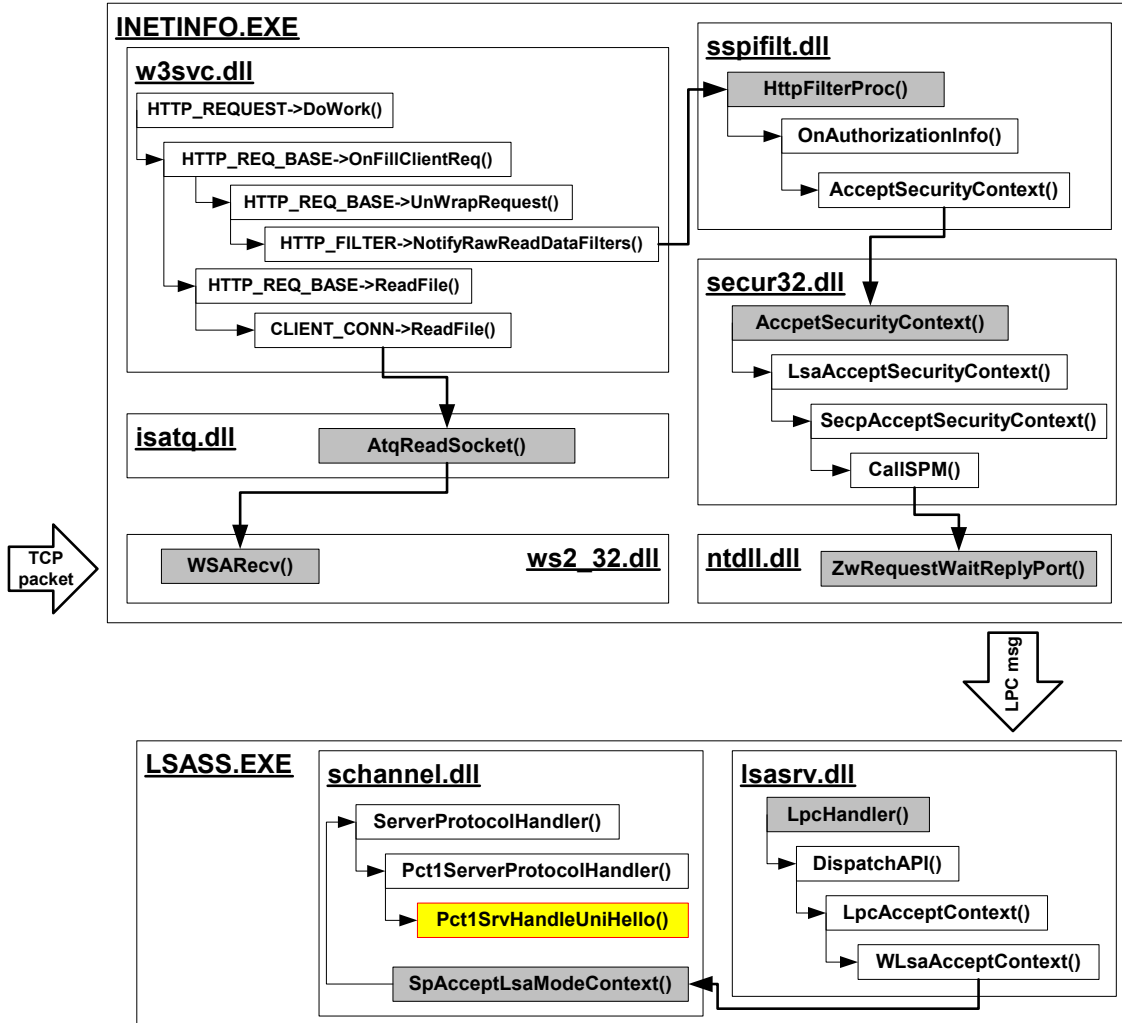 INETINFO.EXE
w3svc.dll
HTTP_REQUEST->DoWork()
HTTP_REQ_BASE->OnFillClientReq()
HTTP_REQ_BASE->UnWrapRequest()
HTTP_FILTER->NotifyRawReadDataFilters()
HTTP_REQ_BASE->ReadFile()
CLIENT_CONN->ReadFile()
isatq.dll
AtqReadSocket()
TCP
packet
WSARecv()
ws2_32.dll
sspifilt.dll
HttpFilterProc()
OnAuthorizationInfo()
AcceptSecurityContext()
secur32.dll
AccpetSecurityContext()
LsaAcceptSecurityContext()
SecpAcceptSecurityContext()
CallSPM()
ntdll.dll
ZwRequestWaitReplyPort()
LPC msg
LSASS.EXE
schannel.dll
ServerProtocolHandler()
Pct1ServerProtocolHandler()
Pct1SrvHandleUniHello()
SpAcceptLsaModeContext()
lsasrv.dll
LpcHandler()
DispatchAPI()
LpcAcceptContext()
WLsaAcceptContext()